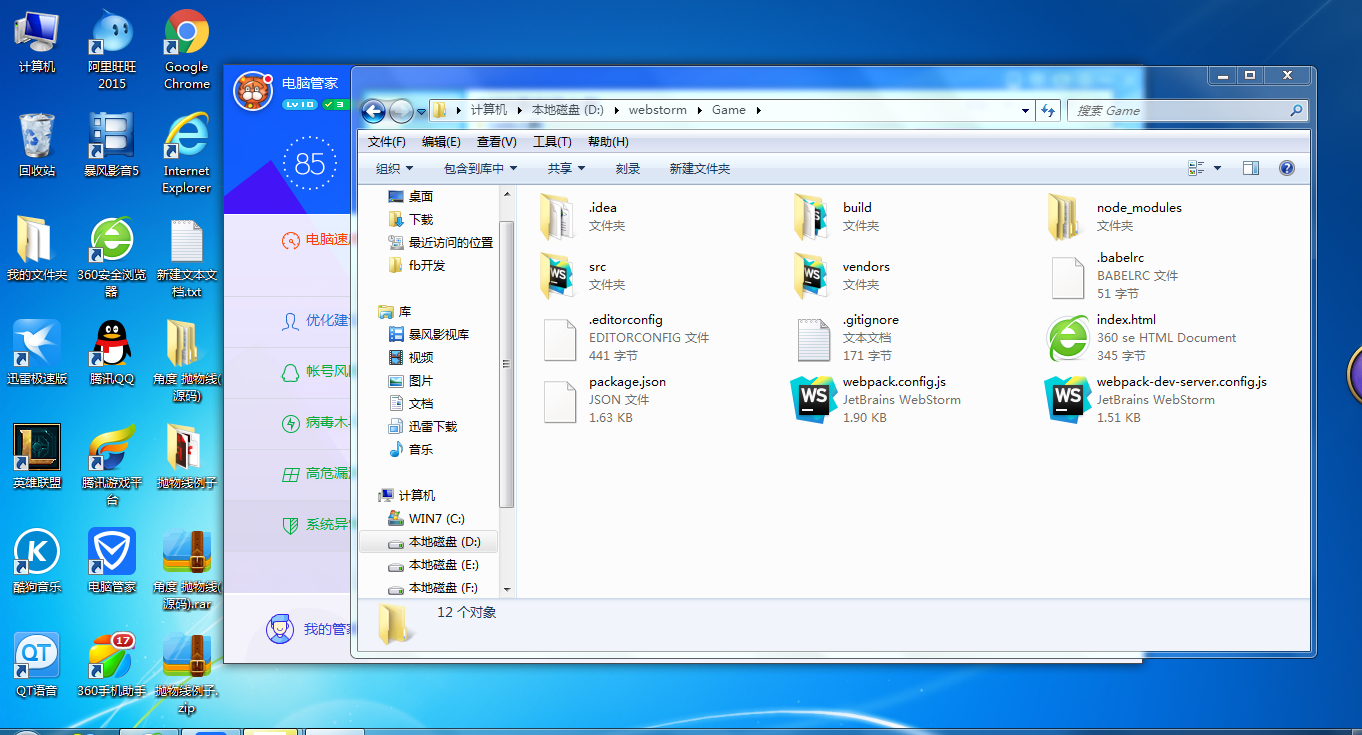 计算机
阿里旺旺
2015
Google
Chrome
回收站
暴风影音5
Internet
Explorer
我的文件夹
360安全浏览
器
新建文本文
档.txt
迅雷极速版
腾讯QQ
角度 抛物线(
源码)
英雄联盟
腾讯游戏平
台
抛物线例子
K
酷狗音乐
电脑管家
角度 抛物线(
源码).rar
QT
QT语音
17
360手机助手
抛物线例子.
zip
电脑管家
Lv10
3
85
电脑速
优化建
帐号风
病毒木
高危漏
系统异
我的管家
计算机
本地磁盘 (D:)
webstorm
Game
搜索 Game
文件(F)
编辑(E)
查看(V)
工具(T)
帮助(H)
组织
包含到库中
共享
刻录
新建文件夹
桌面
下载
最近访问的位置
fb开发
库
暴风影视库
视频
图片
文档
迅雷下载
音乐
计算机
WIN7 (C:)
本地磁盘 (D:)
本地磁盘 (E:)
本地磁盘 (F:)
.idea
文件夹
build
文件夹
node_modules
文件夹
WS
src
文件夹
WS
vendors
文件夹
.babelrc
BABELRC 文件
51 字节
.editorconfig
EDITORCONFIG 文件
441 字节
.gitignore
文本文档
171 字节
index.html
360 se HTML Document
345 字节
package.json
JSON 文件
1.63 KB
WS
webpack.config.js
JetBrains WebStorm
1.90 KB
WS
webpack-dev-server.config.js
JetBrains WebStorm
1.51 KB
12 个对象